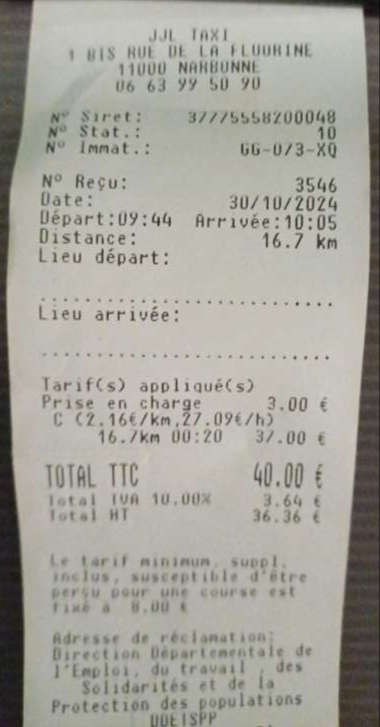 JJL TAXI
1 BIS RUE DE LA FLUORINE
11000 NARBONNE
06 63 99 50 90
N° Siret: 37775558200048
N° Stat.: 10
N° Immat.: GG-073-XQ
N° Reçu: 3546
Date: 30/10/2024
Départ:09:44 Arrivée:10:05
Distance: 16.7 km
Lieu départ:
..............................
Lieu arrivée:
..............................
Tarif(s) appliqué(s)
Prise en charge 3.00 €
C (2.16€/km,27.09€/h)
16.7km 00:20 37.00 €
TOTAL TTC 40.00 €
Total TVA 10.00% 3.64 €
Total HT 36.36 €
Le tarif minimum, suppl.
inclus, susceptible d'être
perçu pour une course est
fixé à 8.00 €
Adresse de réclamation:
Direction Départementale de
l'Emploi, du travail , des
Solidarités et de la
Protection des populations
DDETSPP